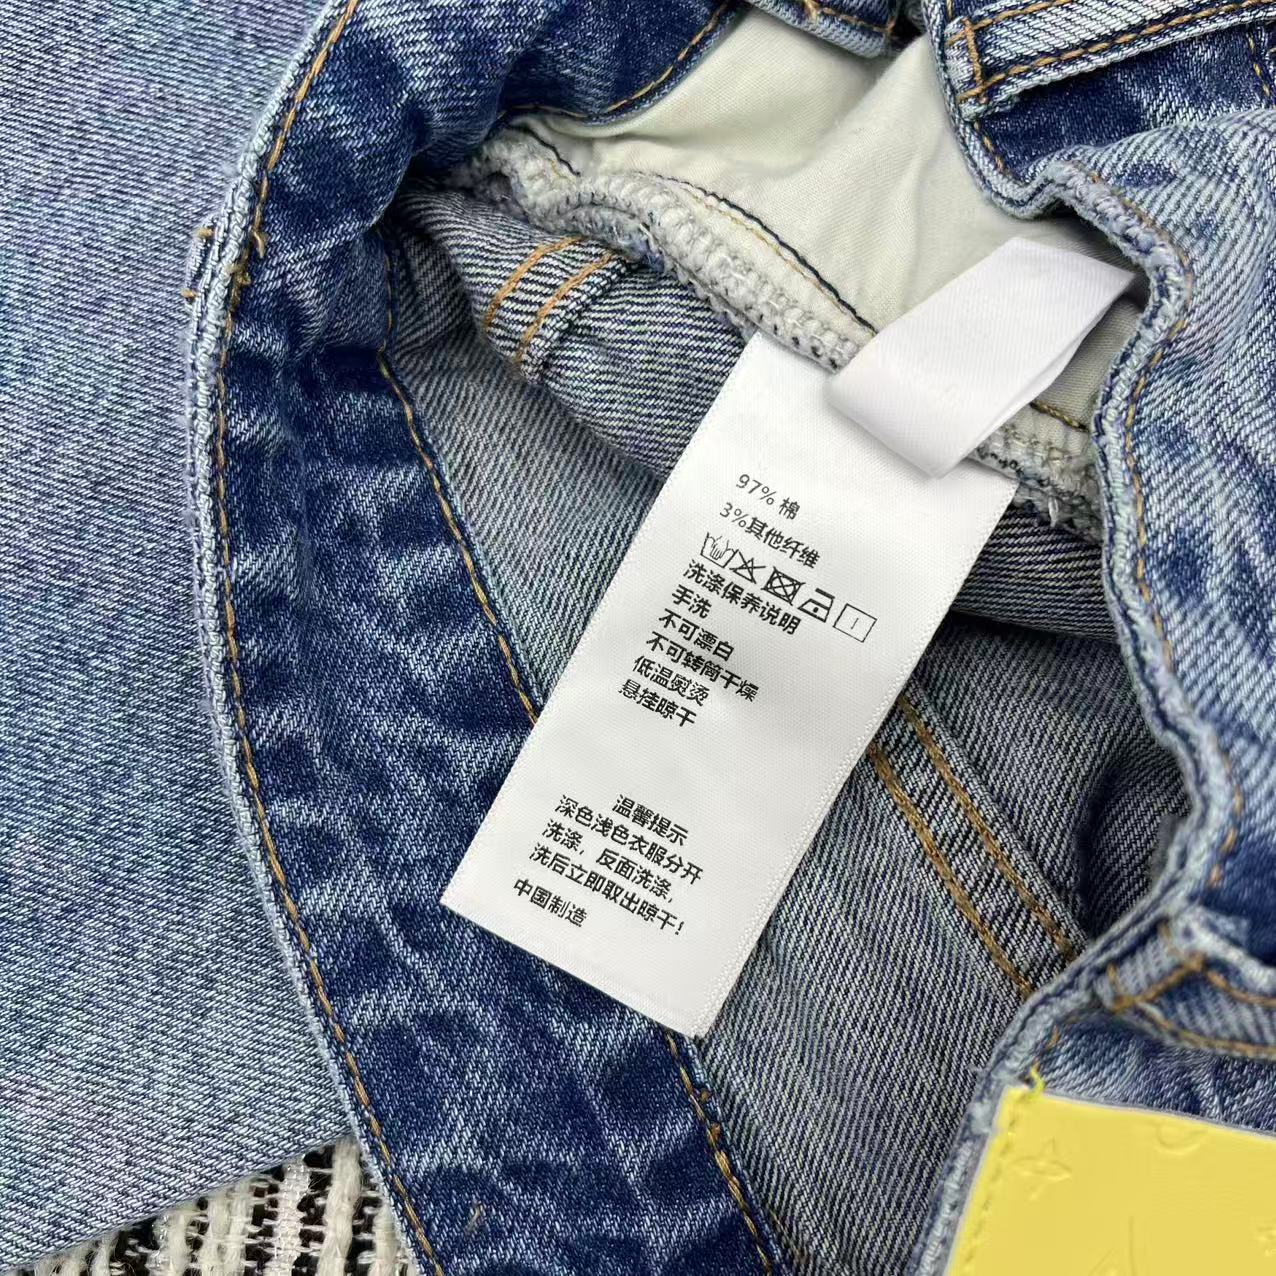 97% 棉
3%其他纤维
洗涤保养说明
手洗
不可漂白
不可转筒干燥
低温熨烫
悬挂晾干
温馨提示
深色浅色衣服分开
洗涤，反面洗涤，
洗后立即取出晾干!
中国制造